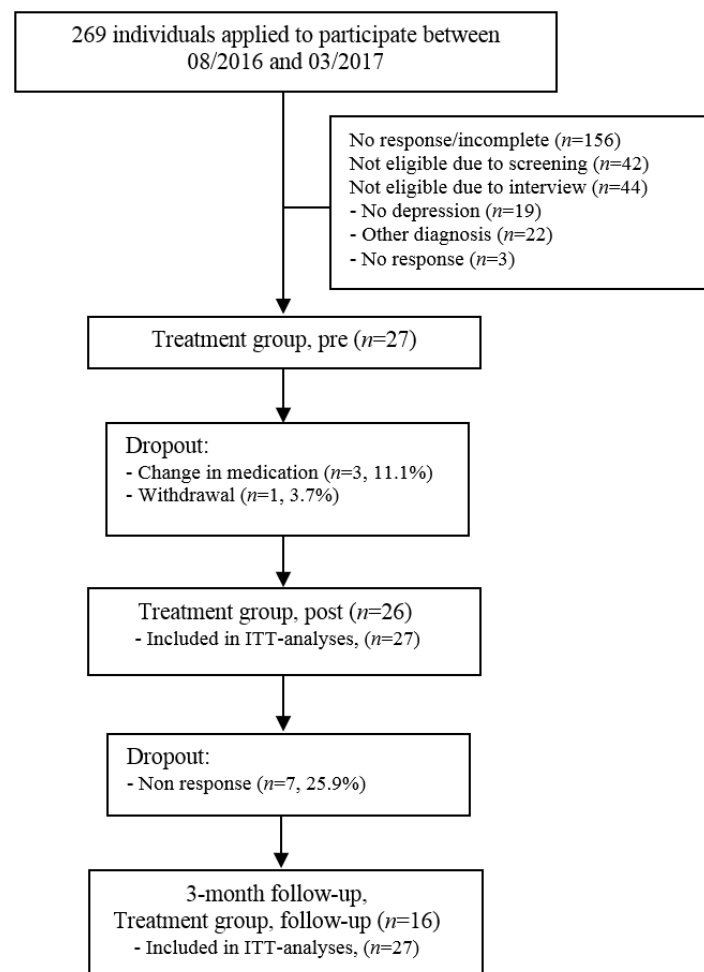 269 individuals applied to participate between
08/2016 and 03/2017
No response/incomplete (n=156)
Not eligible due to screening (n=42)
Not eligible due to interview (n=44)
- No depression (n=19)
- Other diagnosis (n=22)
- No response (n=3)
Treatment group, pre (n=27)
Dropout:
- Change in medication (n=3, 11.1%)
- Withdrawal (n=1, 3.7%)
Treatment group, post (n=26)
- Included in ITT-analyses, (n=27)
Dropout:
- Non response (n=7, 25.9%)
3-month follow-up,
Treatment group, follow-up (n=16)
- Included in ITT-analyses, (n=27)